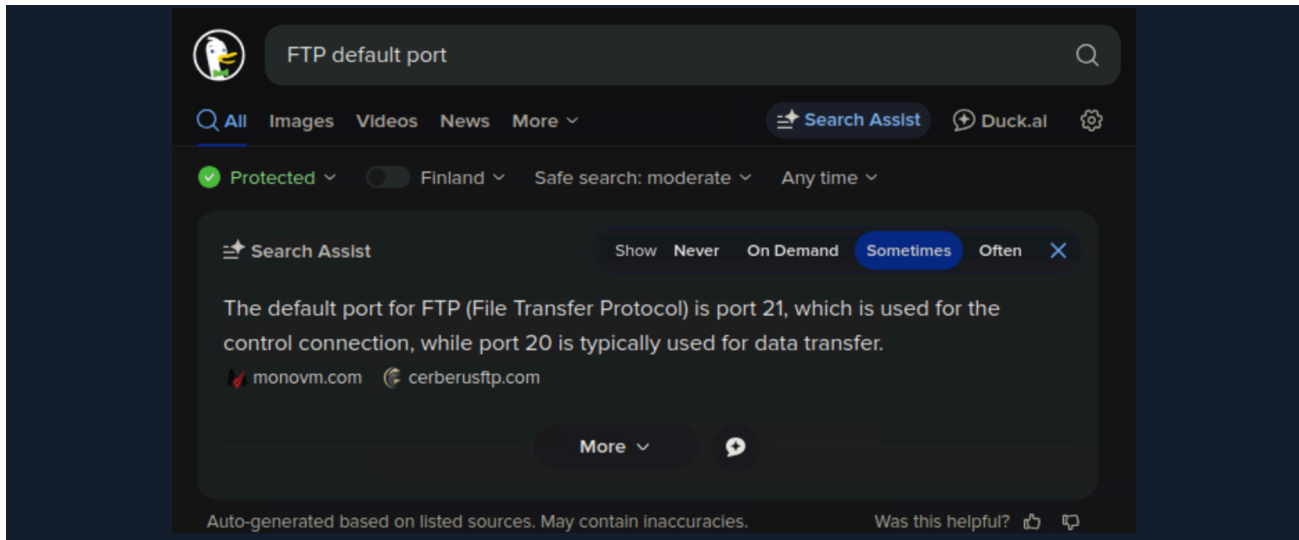 FTP default port
All Images Videos News More Search Assist Duck.ai
Protected Finland Safe search: moderate Any time
Search Assist Show Never On Demand Sometimes Often
The default port for FTP (File Transfer Protocol) is port 21, which is used for the
control connection, while port 20 is typically used for data transfer.
monovm.com cerberusftp.com
More
Auto-generated based on listed sources. May contain inaccuracies. Was this helpful?